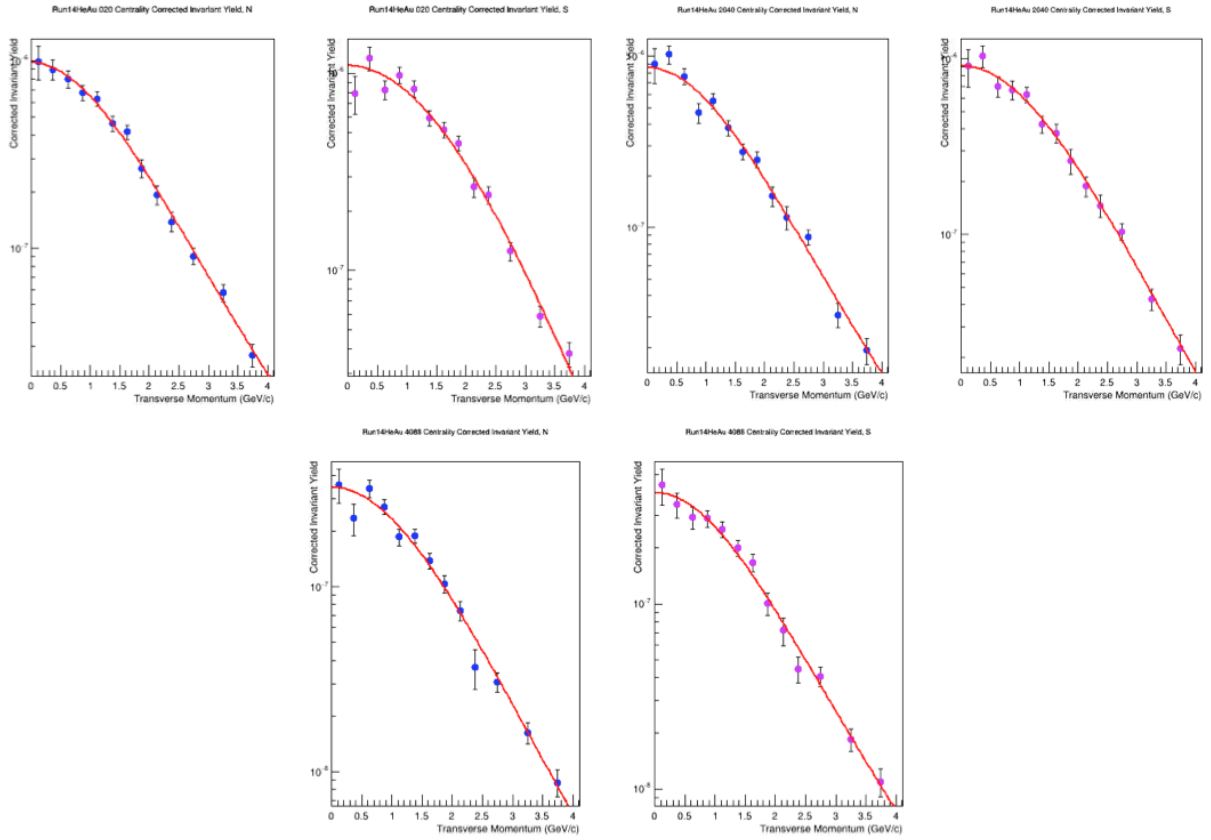 Run14HeAu 020 Centrality Corrected Invariant Yield, N
Run14HeAu 020 Centrality Corrected Invariant Yield, S
Run14HeAu 2040 Centrality Corrected Invariant Yield, N
Run14HeAu 2040 Centrality Corrected Invariant Yield, S
Corrected Invariant Yield
10⁻⁶
10⁻⁷
0 0.5 1 1.5 2 2.5 3 3.5 4
Transverse Momentum (GeV/c)
Corrected Invariant Yield
10⁻⁶
10⁻⁷
0 0.5 1 1.5 2 2.5 3 3.5 4
Transverse Momentum (GeV/c)
Corrected Invariant Yield
10⁻⁶
10⁻⁷
0 0.5 1 1.5 2 2.5 3 3.5 4
Transverse Momentum (GeV/c)
Corrected Invariant Yield
10⁻⁶
10⁻⁷
0 0.5 1 1.5 2 2.5 3 3.5 4
Transverse Momentum (GeV/c)
Run14HeAu 4088 Centrality Corrected Invariant Yield, N
Run14HeAu 4088 Centrality Corrected Invariant Yield, S
Corrected Invariant Yield
10⁻⁷
10⁻⁸
0 0.5 1 1.5 2 2.5 3 3.5 4
Transverse Momentum (GeV/c)
Corrected Invariant Yield
10⁻⁷
10⁻⁸
0 0.5 1 1.5 2 2.5 3 3.5 4
Transverse Momentum (GeV/c)